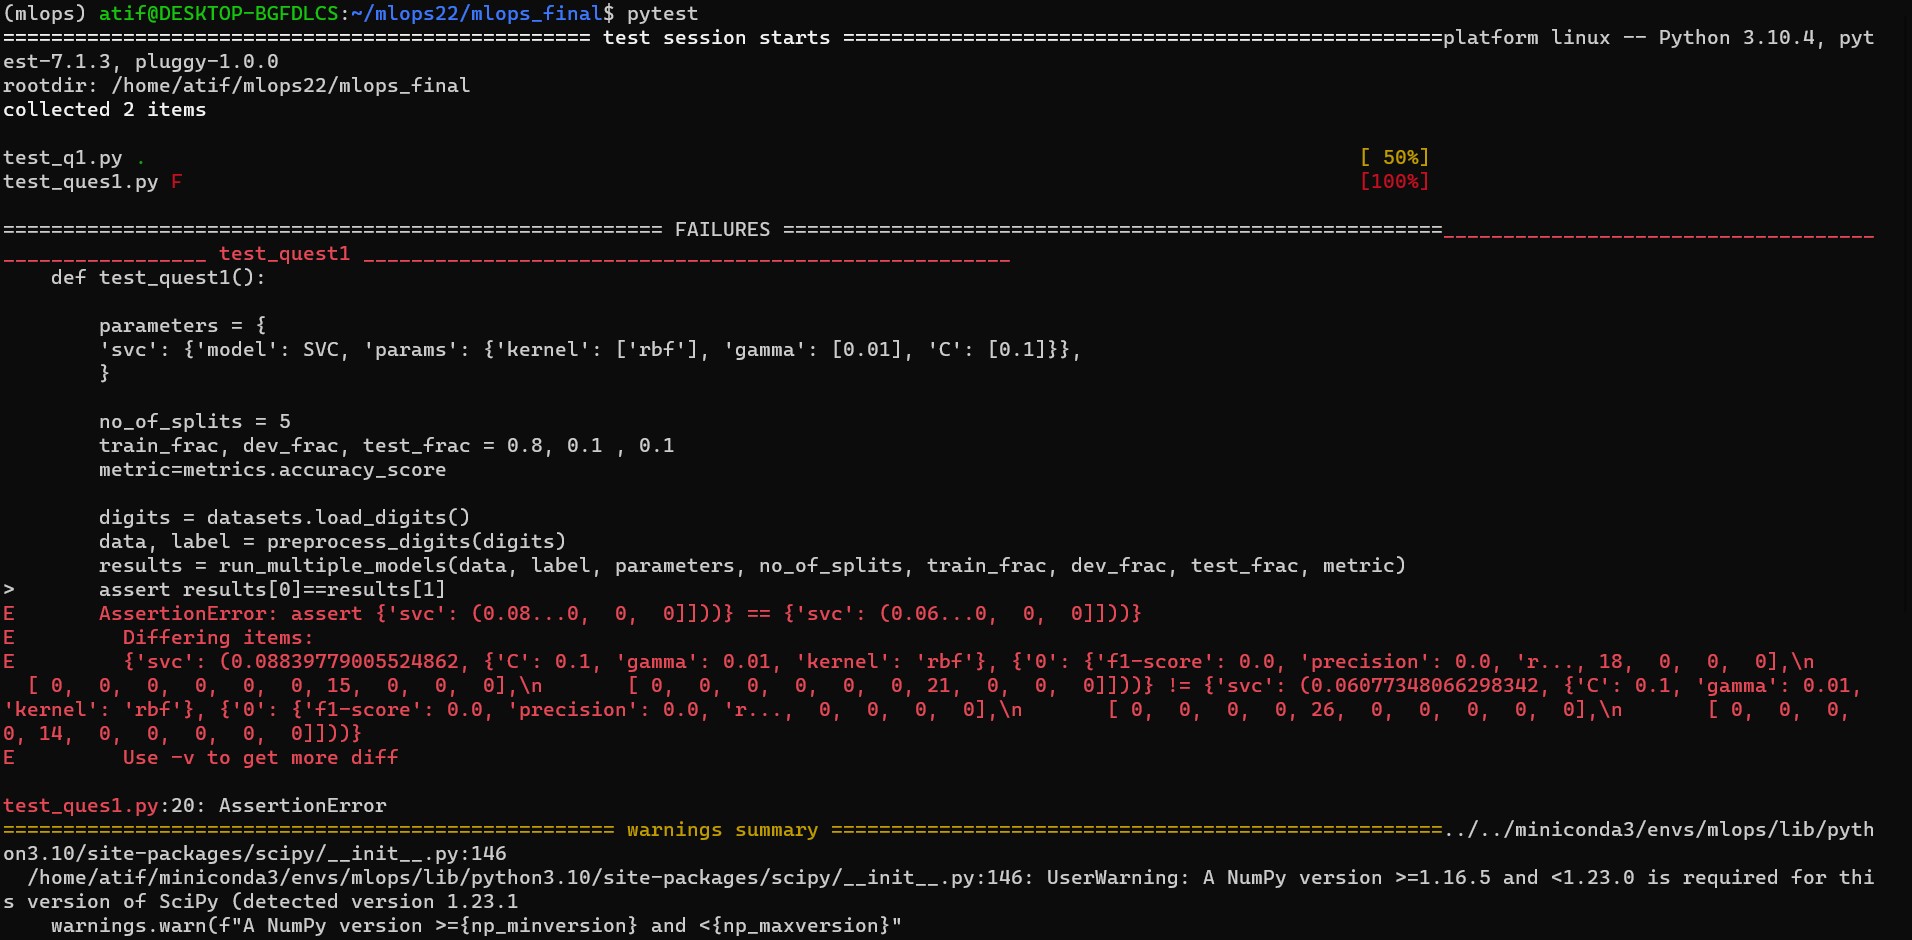 (mlops) atif@DESKTOP-BGFDLCS:~/mlops22/mlops_final$ pytest
=================================================== test session starts ==================================================platform linux -- Python 3.10.4, pyt
est-7.1.3, pluggy-1.0.0
rootdir: /home/atif/mlops22/mlops_final
collected 2 items

test_q1.py .                                                                                                     [ 50%]
test_ques1.py F                                                                                                  [100%]

======================================================= FAILURES =======================================================____________________________________
_________________ test_quest1 ______________________________________________________
    def test_quest1():

        parameters = {
        'svc': {'model': SVC, 'params': {'kernel': ['rbf'], 'gamma': [0.01], 'C': [0.1]}},
        }

        no_of_splits = 5
        train_frac, dev_frac, test_frac = 0.8, 0.1 , 0.1
        metric=metrics.accuracy_score

        digits = datasets.load_digits()
        data, label = preprocess_digits(digits)
        results = run_multiple_models(data, label, parameters, no_of_splits, train_frac, dev_frac, test_frac, metric)
>       assert results[0]==results[1]
E       AssertionError: assert {'svc': (0.08...0,  0,  0]]))} == {'svc': (0.06...0,  0,  0]]))}
E         Differing items:
E         {'svc': (0.08839779005524862, {'C': 0.1, 'gamma': 0.01, 'kernel': 'rbf'}, {'0': {'f1-score': 0.0, 'precision': 0.0, 'r..., 18,  0,  0,  0],\n
  [ 0,  0,  0,  0,  0,  0, 15,  0,  0,  0],\n       [ 0,  0,  0,  0,  0,  0, 21,  0,  0,  0]]))} != {'svc': (0.06077348066298342, {'C': 0.1, 'gamma': 0.01,
'kernel': 'rbf'}, {'0': {'f1-score': 0.0, 'precision': 0.0, 'r...,  0,  0,  0,  0],\n       [ 0,  0,  0,  0, 26,  0,  0,  0,  0,  0],\n       [ 0,  0,  0,
0, 14,  0,  0,  0,  0,  0]]))}
E         Use -v to get more diff

test_ques1.py:20: AssertionError
=================================================== warnings summary ===================================================../../miniconda3/envs/mlops/lib/pyth
on3.10/site-packages/scipy/__init__.py:146
  /home/atif/miniconda3/envs/mlops/lib/python3.10/site-packages/scipy/__init__.py:146: UserWarning: A NumPy version >=1.16.5 and <1.23.0 is required for thi
s version of SciPy (detected version 1.23.1
    warnings.warn(f"A NumPy version >={np_minversion} and <{np_maxversion}"